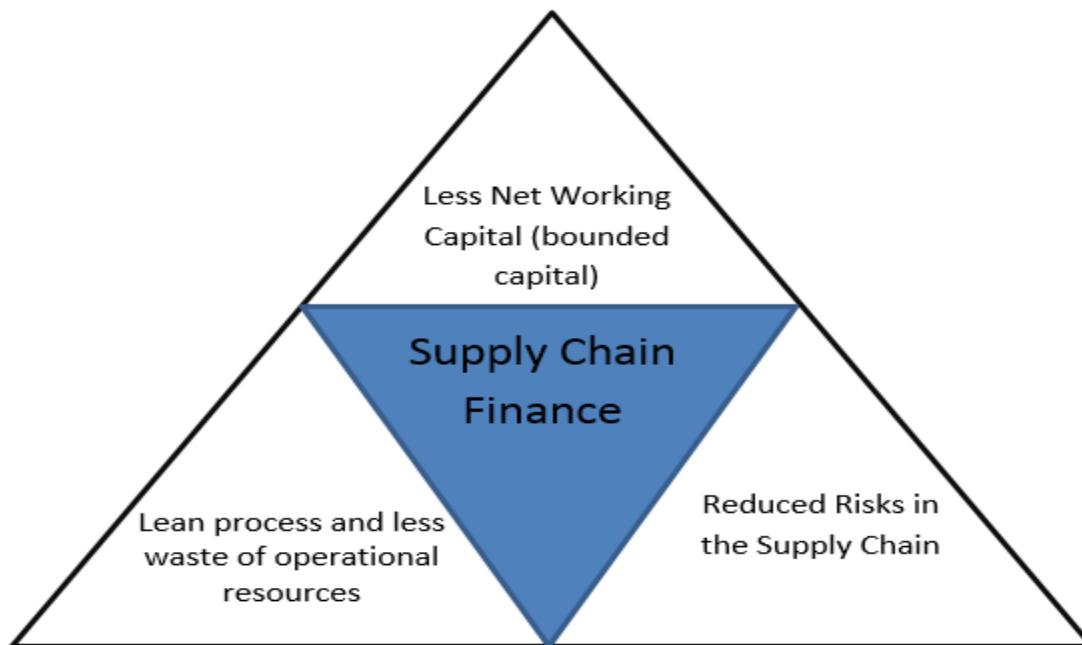 Less Net Working
Capital (bounded
capital)
Supply Chain
Finance
Lean process and less
waste of operational
resources
Reduced Risks in
the Supply Chain